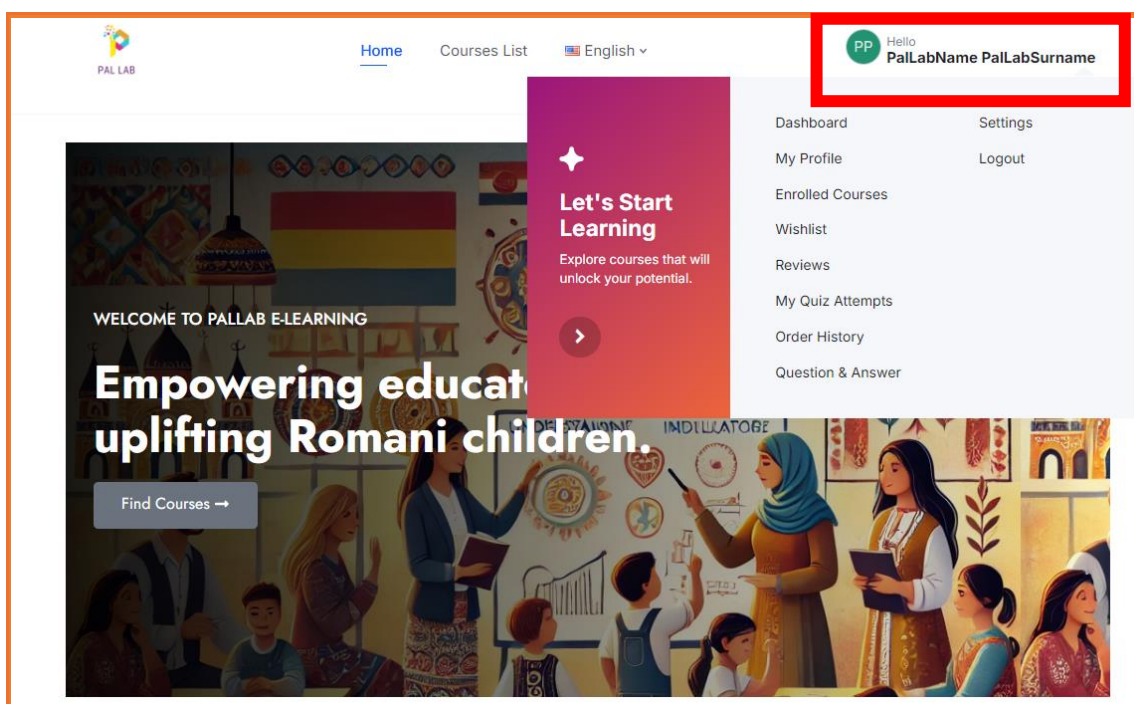 PAL LAB
Home Courses List English
PP Hello
PalLabName PalLabSurname
Let's Start
Learning
Explore courses that will
unlock your potential.
Dashboard
My Profile
Enrolled Courses
Wishlist
Reviews
My Quiz Attempts
Order History
Question & Answer
Settings
Logout
WELCOME TO PALLAB E-LEARNING
Empowering educat
uplifting Romani children.
Find Courses →
INDILLATOBE